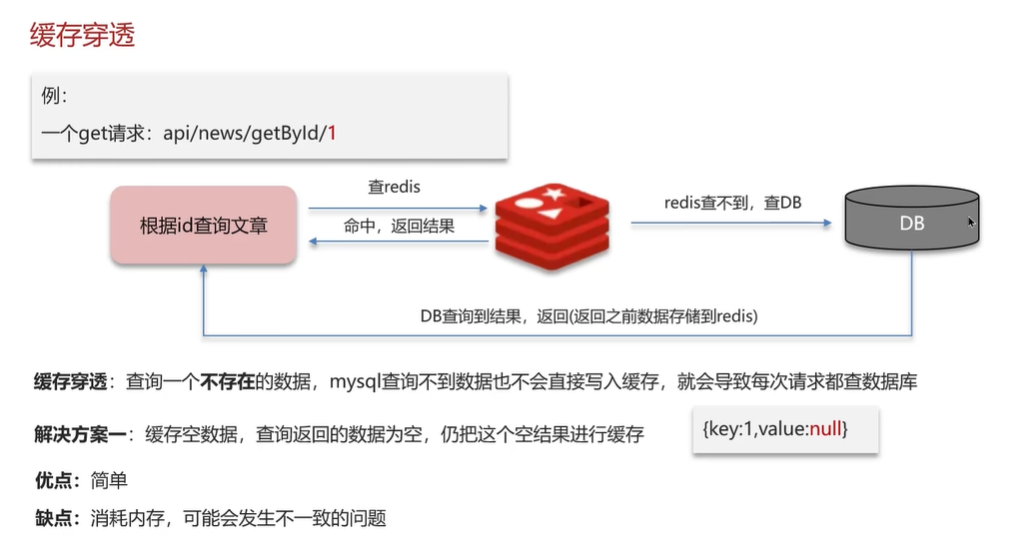 缓存穿透
例：
一个get请求：api/news/getById/1
根据id查询文章
查redis
命中，返回结果
redis查不到，查DB
DB
DB查询到结果，返回(返回之前数据存储到redis)
缓存穿透：查询一个不存在的数据，mysql查询不到数据也不会直接写入缓存，就会导致每次请求都查数据库
解决方案一：缓存空数据，查询返回的数据为空，仍把这个空结果进行缓存
{key:1,value:null}
优点：简单
缺点：消耗内存，可能会发生不一致的问题